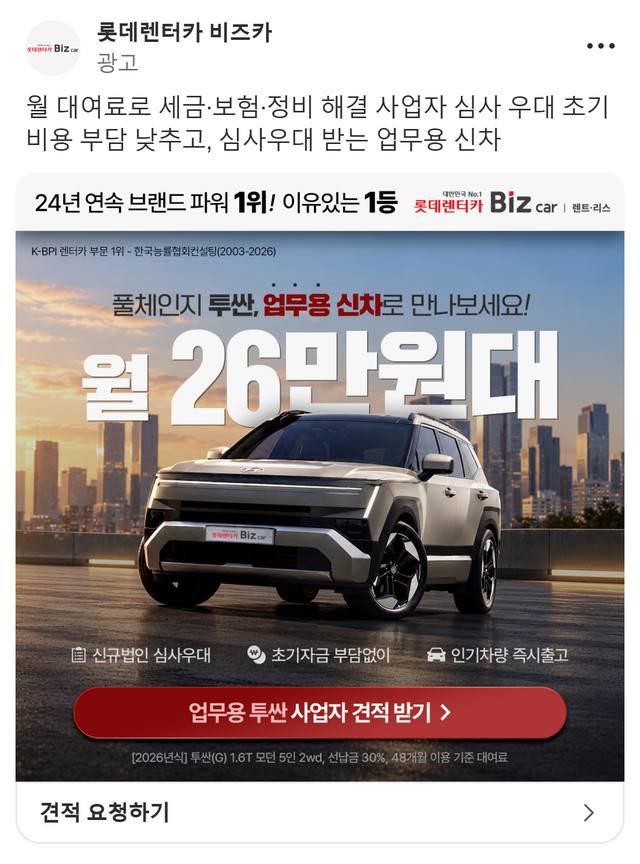 롯데렌터카 Biz car
롯데렌터카 비즈카
광고
월 대여료로 세금·보험·정비 해결 사업자 심사 우대 초기
비용 부담 낮추고, 심사우대 받는 업무용 신차
24년 연속 브랜드 파워 1위! 이유있는 1등
대한민국 No.1
롯데렌터카 Biz car | 렌트·리스
K-BPI 렌터카 부문 1위 - 한국능률협회컨설팅(2003-2026)
풀체인지 투싼, 업무용 신차로 만나보세요!
월 26만원대
롯데렌터카 Biz car
신규법인 심사우대
초기자금 부담없이
인기차량 즉시출고
업무용 투싼 사업자 견적 받기 >
[2026년식] 투싼(G) 1.6T 모던 5인 2wd, 선납금 30%, 48개월 이용 기준 대여료
견적 요청하기